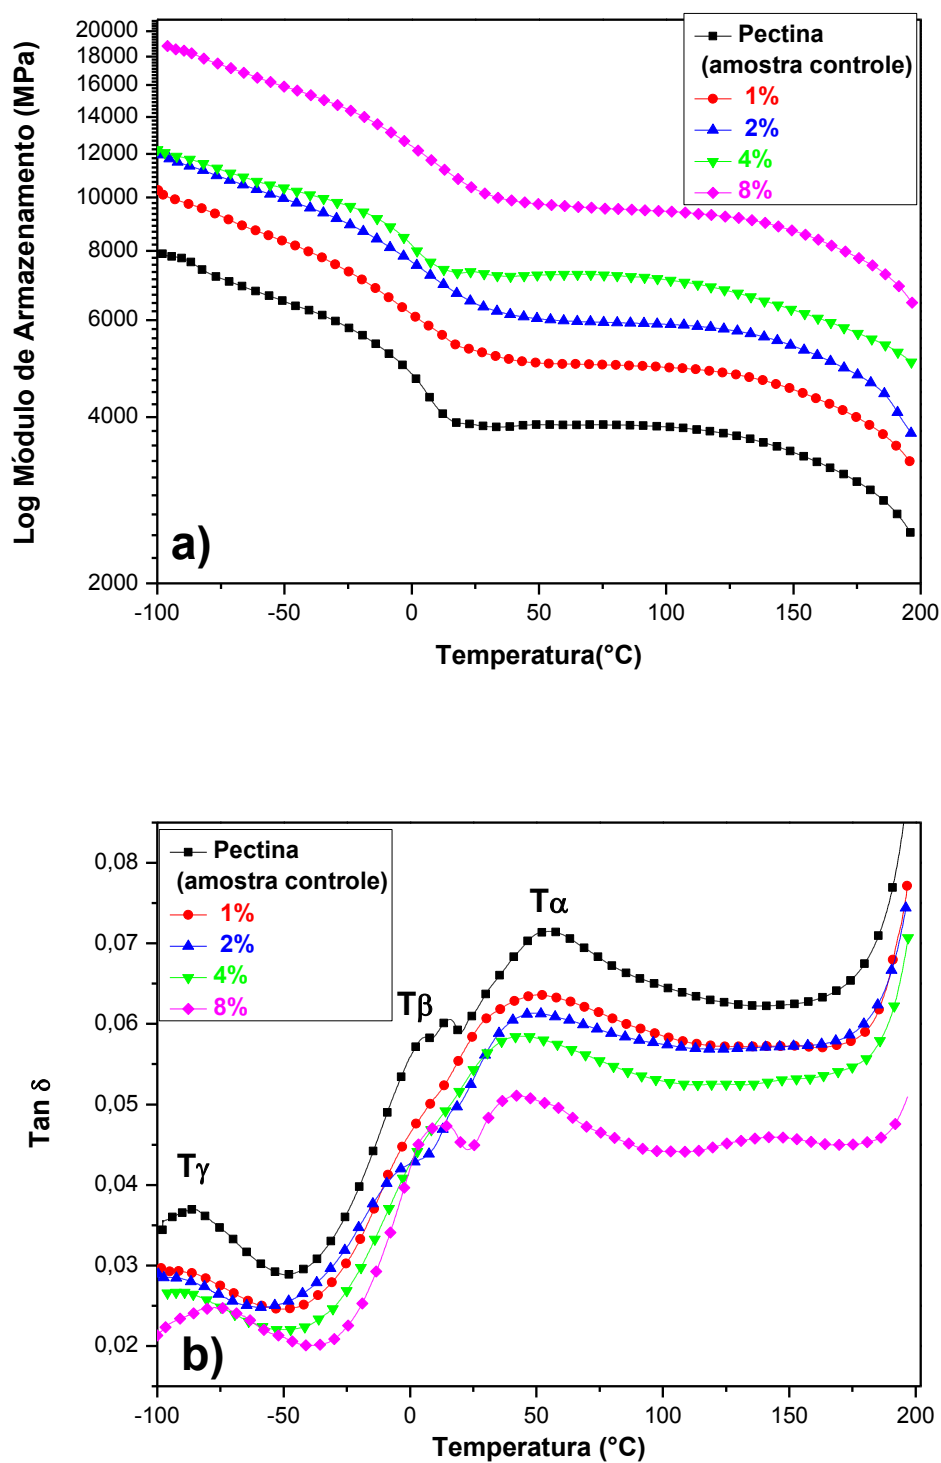 20000
18000
16000
14000
12000
10000
8000
6000
4000
2000
Log Módulo de Armazenamento (MPa)
Pectina
(amostra controle)
1%
2%
4%
8%
a)
-100 -50 0 50 100 150 200
Temperatura(°C)
0,08
0,07
0,06
0,05
0,04
0,03
0,02
Tan δ
Pectina
(amostra controle)
1%
2%
4%
8%
Tα
Tβ
Tγ
b)
-100 -50 0 50 100 150 200
Temperatura (°C)